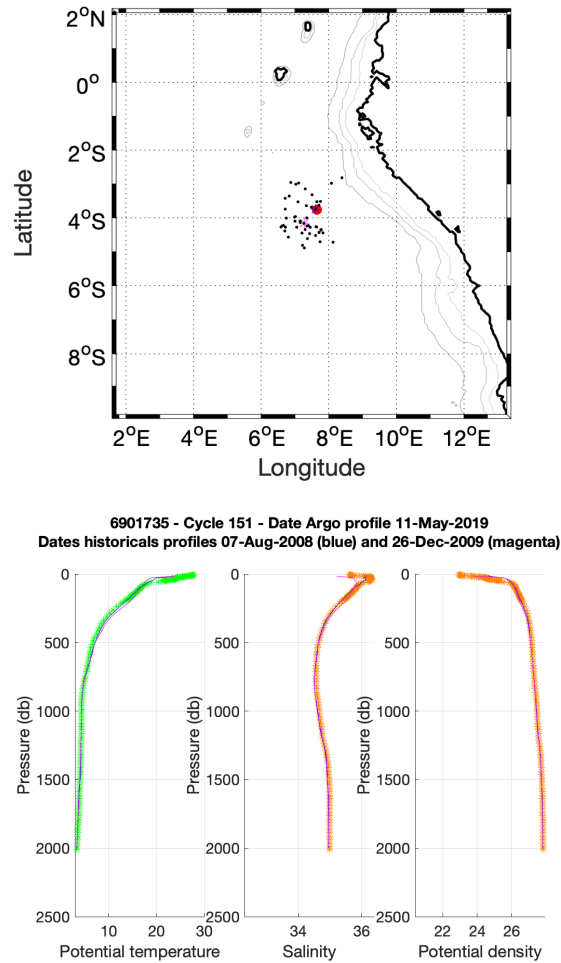 2°N
0°
2°S
4°S
6°S
8°S
Latitude
2°E 4°E 6°E 8°E 10°E 12°E
Longitude
6901735 - Cycle 151 - Date Argo profile 11-May-2019
Dates historicals profiles 07-Aug-2008 (blue) and 26-Dec-2009 (magenta)
0 0 0
500 500 500
1000 1000 1000
1500 1500 1500
2000 2000 2000
2500 2500 2500
Pressure (db) Pressure (db) Pressure (db)
10 20 30 34 36 22 24 26
Potential temperature Salinity Potential density